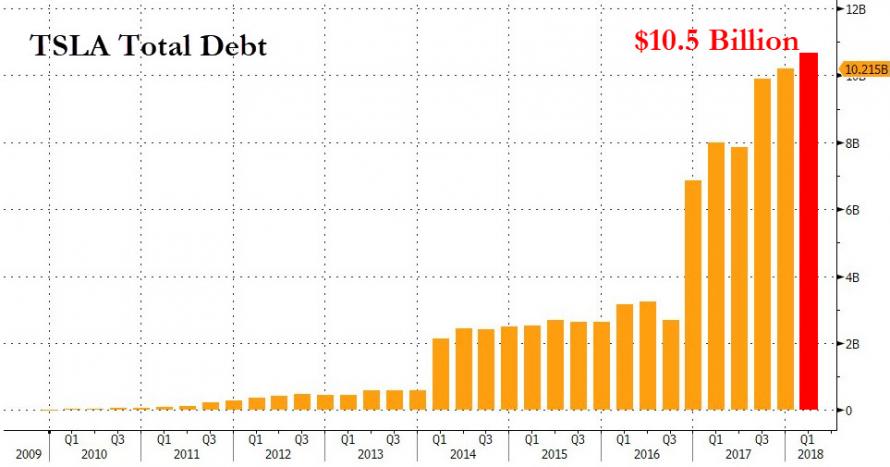 TSLA Total Debt
$10.5 Billion
12B
10.215B
8B
6B
4B
2B
0
Q1 Q3 Q1 Q3 Q1 Q3 Q1 Q3 Q1 Q3 Q1 Q3 Q1 Q3 Q1 Q3 Q1
2009 2010 2011 2012 2013 2014 2015 2016 2017 2018